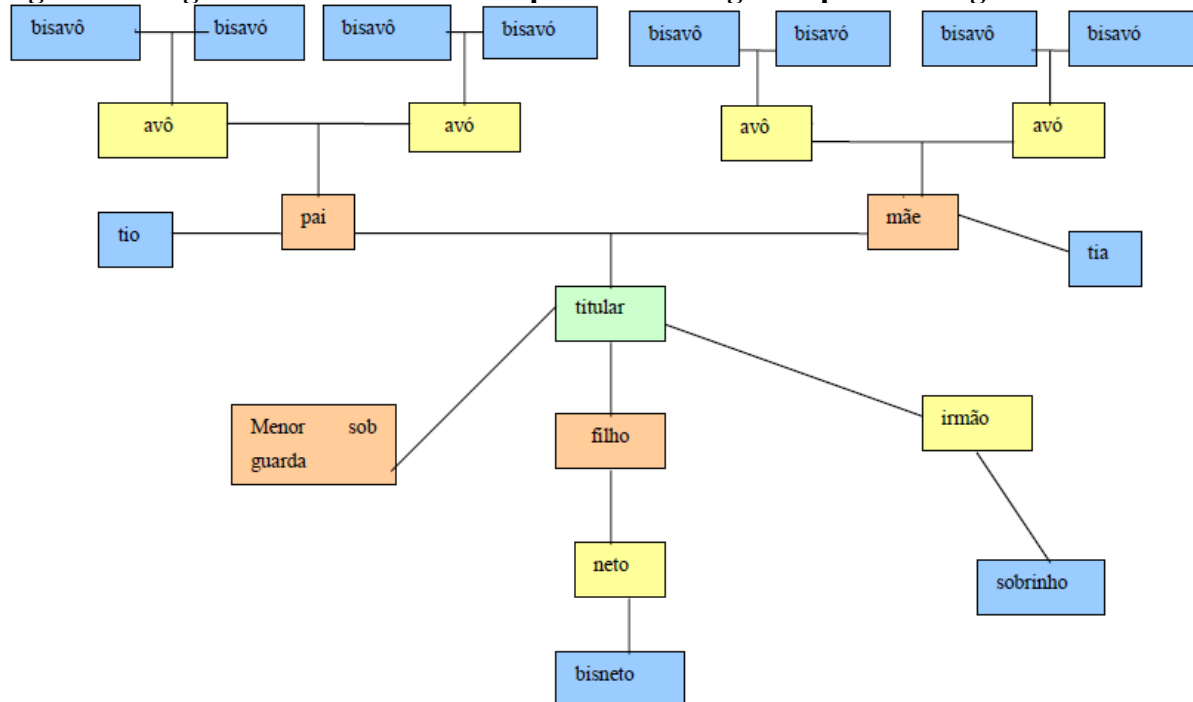 bisavô bisavó bisavô bisavó bisavô bisavó bisavô bisavó
avô avó avô avó
pai mãe
tio tia
titular
Menor sob
guarda
filho
irmão
neto
sobrinho
bisneto